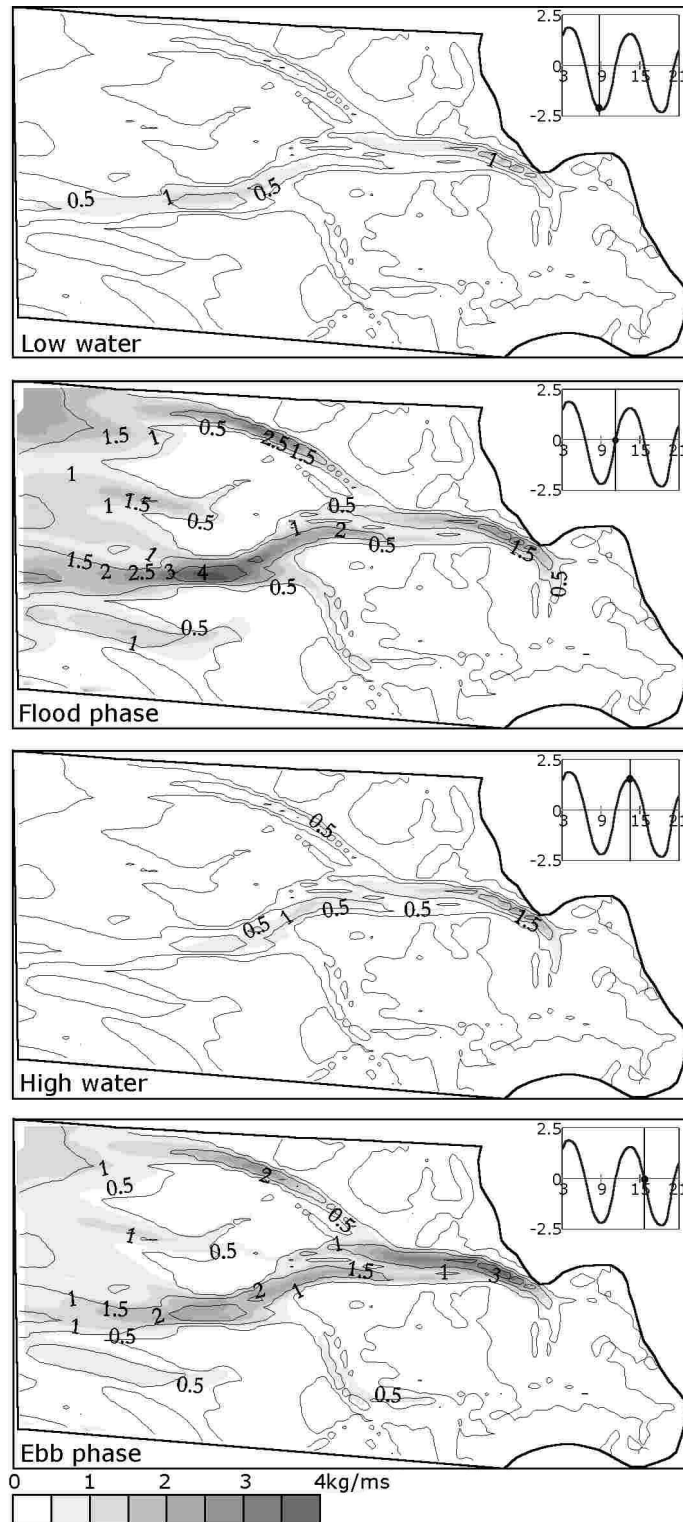 2.5
0
3 9 15 21
-2.5
1
0.5 1 0.5
Low water
2.5
0
3 9 15 21
-2.5
1.5 1 0.5 2.5 1.5
1
1 1.5 0.5
0.5
1 2 0.5 1.5
1.5 2 2.5 3 4 1
0.5 0.5
0.5
1
Flood phase
2.5
0
3 9 15 21
-2.5
0.5
0.5 1 0.5 0.5 1.5
High water
2.5
0
3 9 15 21
-2.5
1 0.5 2
0.5
1 0.5 1
1.5 1 3
1 1.5 2 2 1
1 0.5
0.5
0.5
Ebb phase
0 1 2 3 4kg/ms